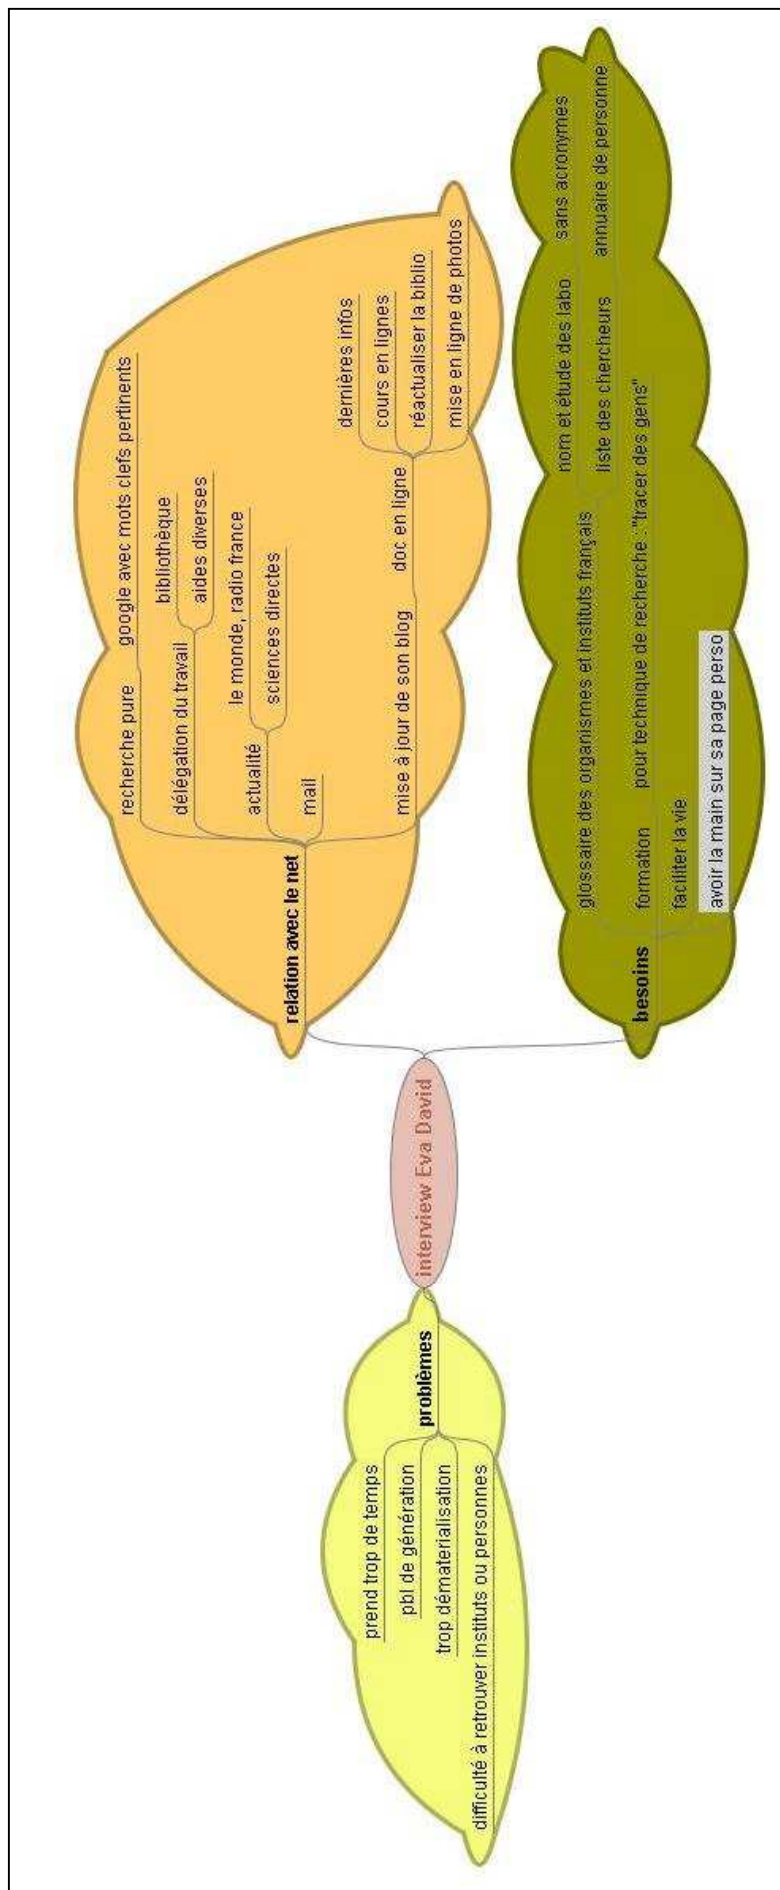 interview Eva David
problèmes
prend trop de temps
pbl de génération
trop dématerialisation
difficulté à retrouver instituts ou personnes
relation avec le net
recherche pure
google avec mots clefs pertinents
délégation du travail
bibliothèque
aides diverses
actualité
le monde, radio france
sciences directes
mail
mise à jour de son blog
doc en ligne
dernières infos
cours en lignes
réactualiser la biblio
mise en ligne de photos
besoins
glossaire des organismes et instituts français
nom et étude des labo
sans acronymes
liste des chercheurs
annuaire de personne
formation
pour technique de recherche : "tracer des gens"
faciliter la vie
avoir la main sur sa page perso